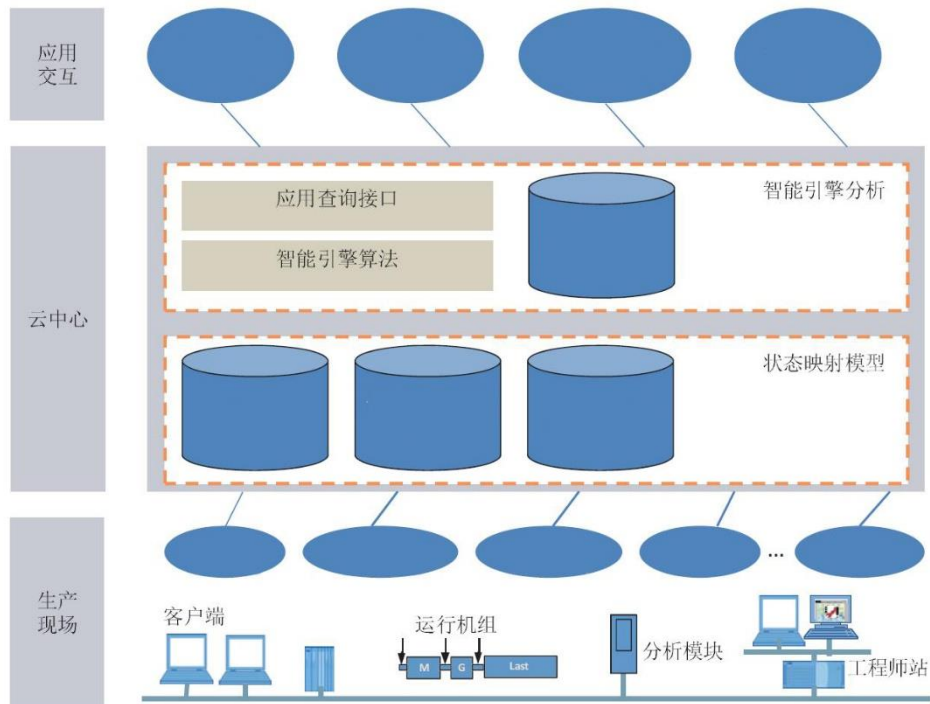 应用
交互
云中心
应用查询接口
智能引擎算法
智能引擎分析
状态映射模型
生产
现场
...
客户端
运行机组
M
G
Last
分析模块
工程师站